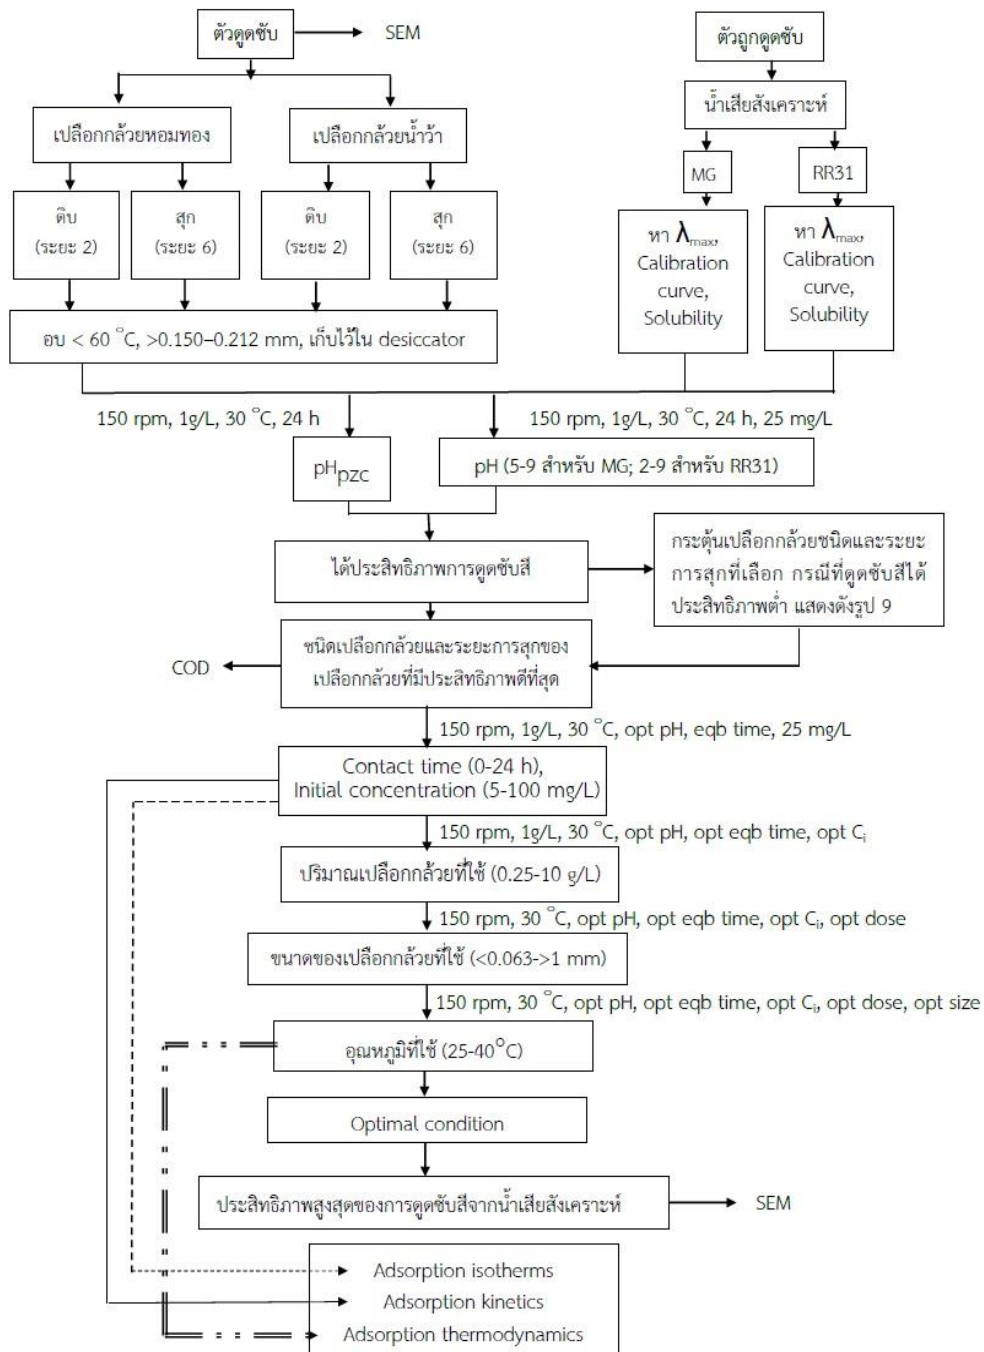 ตัวดูดซับ
SEM
ตัวถูกดูดซับ
น้ำเสียสังเคราะห์
เปลือกกล้วยหอมทอง
เปลือกกล้วยน้ำว้า
MG
RR31
ดิบ
(ระยะ 2)
สุก
(ระยะ 6)
ดิบ
(ระยะ 2)
สุก
(ระยะ 6)
หา λmax,
Calibration
curve,
Solubility
หา λmax,
Calibration
curve,
Solubility
อบ < 60 °C, >0.150–0.212 mm, เก็บไว้ใน desiccator
150 rpm, 1g/L, 30 °C, 24 h
150 rpm, 1g/L, 30 °C, 24 h, 25 mg/L
pHPZC
pH (5-9 สำหรับ MG; 2-9 สำหรับ RR31)
ได้ประสิทธิภาพการดูดซับสี
กระตุ้นเปลือกกล้วยชนิดและระยะ
การสุกที่เลือก กรณีที่ดูดซับสีได้
ประสิทธิภาพต่ำ แสดงดังรูป 9
ชนิดเปลือกกล้วยและระยะการสุกของ
เปลือกกล้วยที่มีประสิทธิภาพดีที่สุด
COD
150 rpm, 1g/L, 30 °C, opt pH, eqb time, 25 mg/L
Contact time (0-24 h),
Initial concentration (5-100 mg/L)
150 rpm, 1g/L, 30 °C, opt pH, opt eqb time, opt Ci
ปริมาณเปลือกกล้วยที่ใช้ (0.25-10 g/L)
150 rpm, 30 °C, opt pH, opt eqb time, opt Ci, opt dose
ขนาดของเปลือกกล้วยที่ใช้ (<0.063->1 mm)
150 rpm, 30 °C, opt pH, opt eqb time, opt Ci, opt dose, opt size
อุณหภูมิที่ใช้ (25-40°C)
Optimal condition
ประสิทธิภาพสูงสุดของการดูดซับสีจากน้ำเสียสังเคราะห์
SEM
Adsorption isotherms
Adsorption kinetics
Adsorption thermodynamics